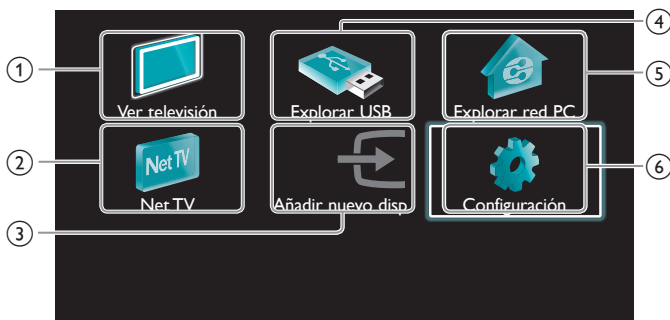 4
1
5
Ver televisión
Explorar USB
Explorar red PC
Net TV
2
6
Net TV
Añadir nuevo disp
Configuración
3